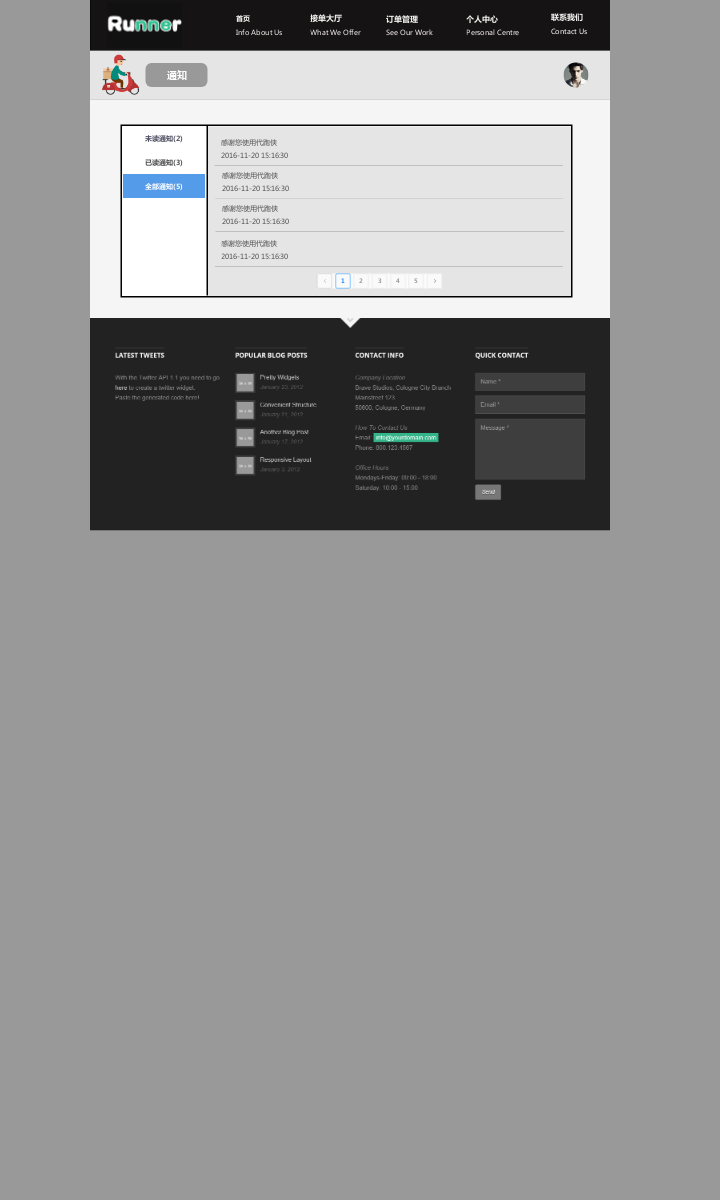 Runner
首页
Info About Us
接单大厅
What We Offer
订单管理
See Our Work
个人中心
Personal Centre
联系我们
Contact Us
通知
未读通知(2)
已读通知(3)
全部通知(5)
感谢您使用代跑侠
2016-11-20 15:16:30
感谢您使用代跑侠
2016-11-20 15:16:30
感谢您使用代跑侠
2016-11-20 15:16:30
感谢您使用代跑侠
2016-11-20 15:16:30
‹ 1 2 3 4 5 ›
LATEST TWEETS
With the Twitter API 1.1 you need to go
here to create a twitter widget.
Paste the generated code here!
POPULAR BLOG POSTS
Pretty Widgets
January 23, 2012
Convenient Structure
January 21, 2012
Another Blog Post
January 17, 2012
Responsive Layout
January 3, 2012
CONTACT INFO
Company Location
Brave Studios, Cologne City Branch
Mainstreet 123
50800, Cologne, Germany
How To Contact Us
Email: info@yourdomain.com
Phone: 000.123.4567
Office Hours
Mondays-Friday: 09:00 - 18:00
Saturday: 10:00 - 15:00
QUICK CONTACT
Name *
Email *
Message *
Send